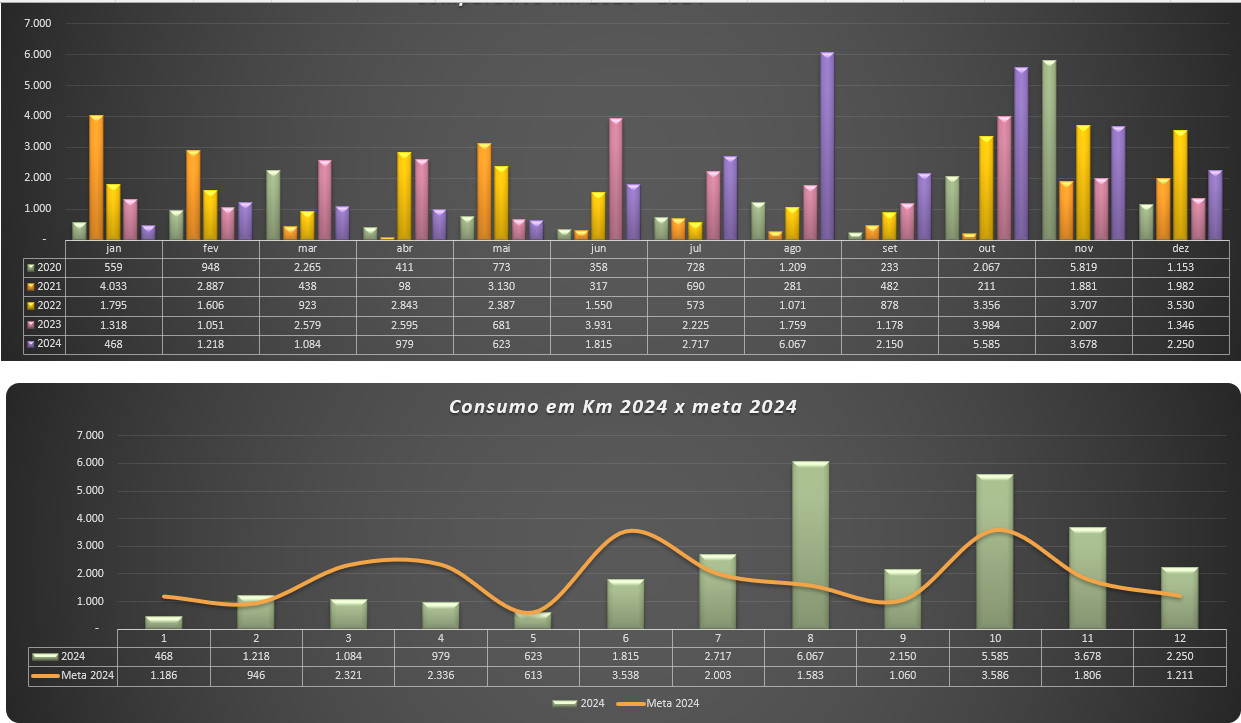 7.000
6.000
5.000
4.000
3.000
2.000
1.000
-
jan fev mar abr mai jun jul ago set out nov dez
2020 559 948 2.265 411 773 358 728 1.209 233 2.067 5.819 1.153
2021 4.033 2.887 438 98 3.130 317 690 281 482 211 1.881 1.982
2022 1.795 1.606 923 2.843 2.387 1.550 573 1.071 878 3.356 3.707 3.530
2023 1.318 1.051 2.579 2.595 681 3.931 2.225 1.759 1.178 3.984 2.007 1.346
2024 468 1.218 1.084 979 623 1.815 2.717 6.067 2.150 5.585 3.678 2.250
Consumo em Km 2024 x meta 2024
7.000
6.000
5.000
4.000
3.000
2.000
1.000
-
1 2 3 4 5 6 7 8 9 10 11 12
2024 468 1.218 1.084 979 623 1.815 2.717 6.067 2.150 5.585 3.678 2.250
Meta 2024 1.186 946 2.321 2.336 613 3.538 2.003 1.583 1.060 3.586 1.806 1.211
2024 Meta 2024